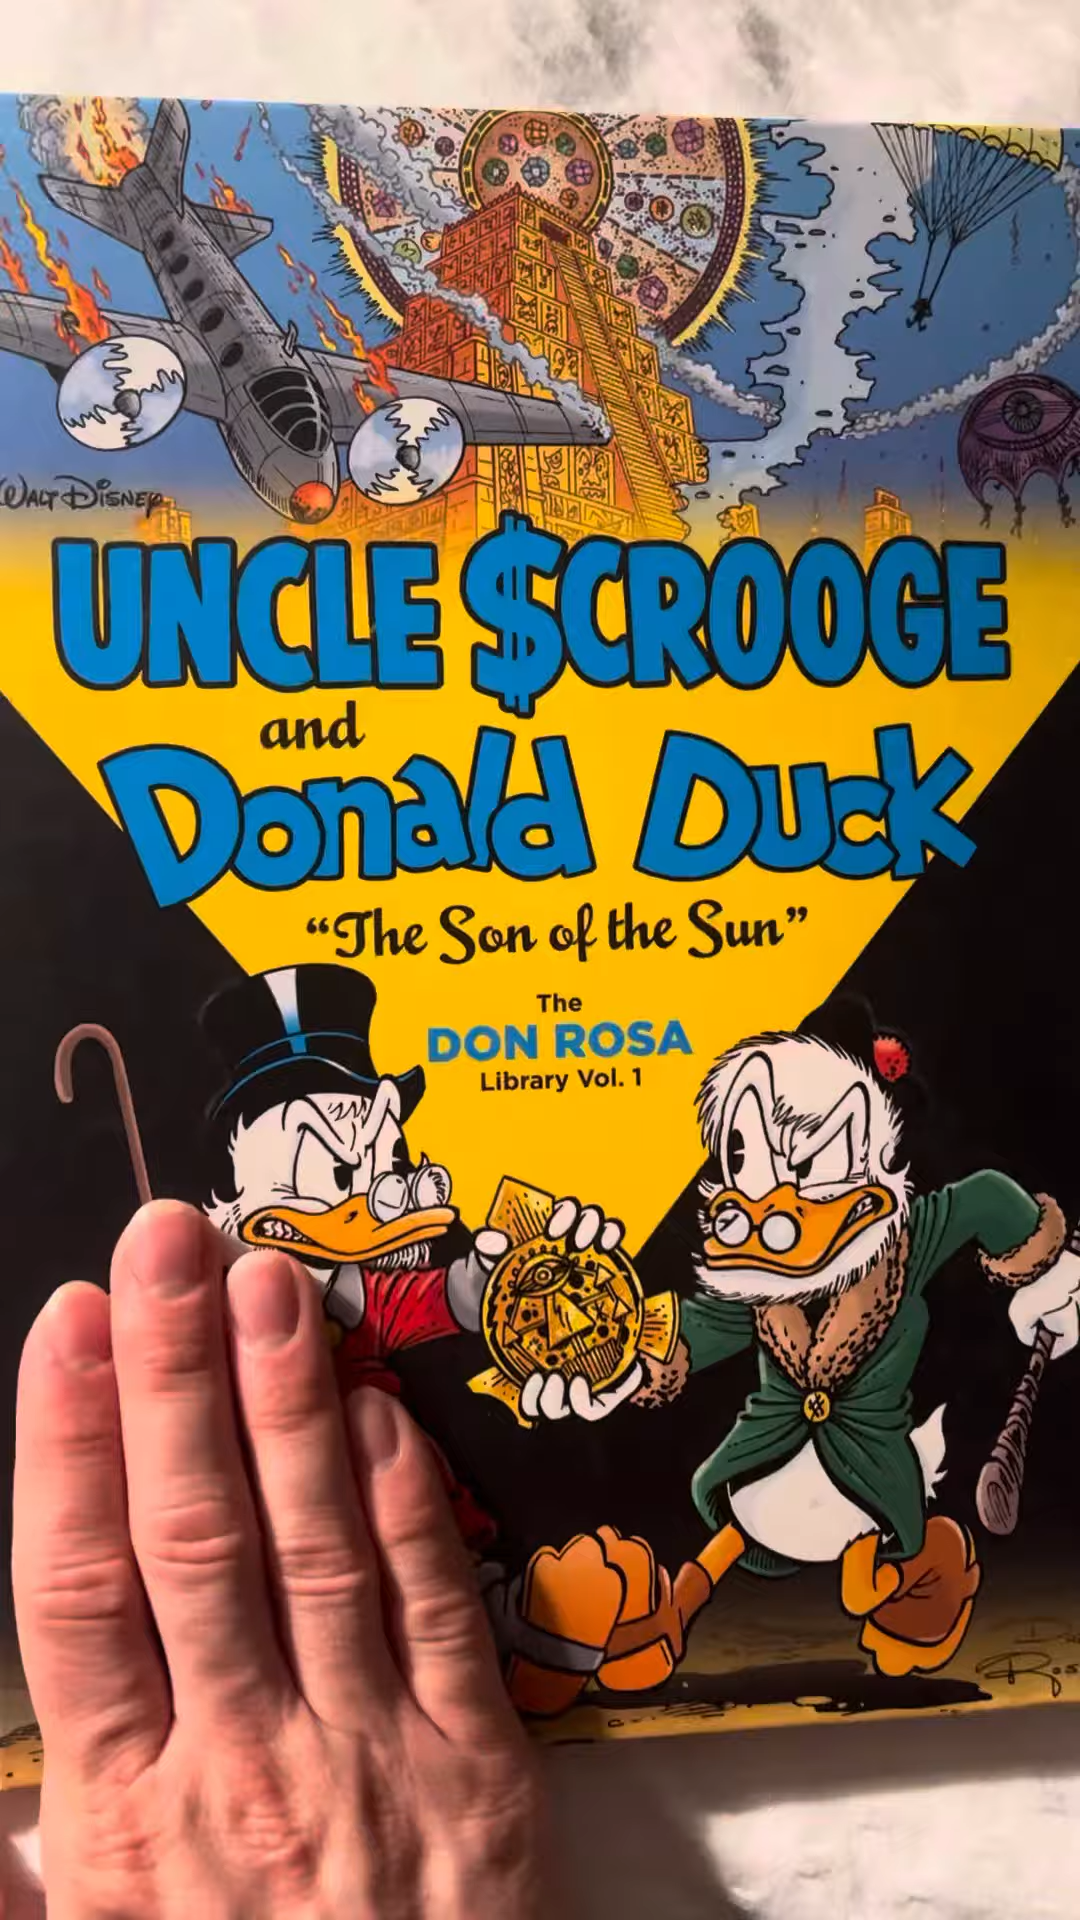 WALT DISNEY
UNCLE $CROOGE
and
Donald Duck
“The Son of the Sun”
The
DON ROSA
Library Vol. 1